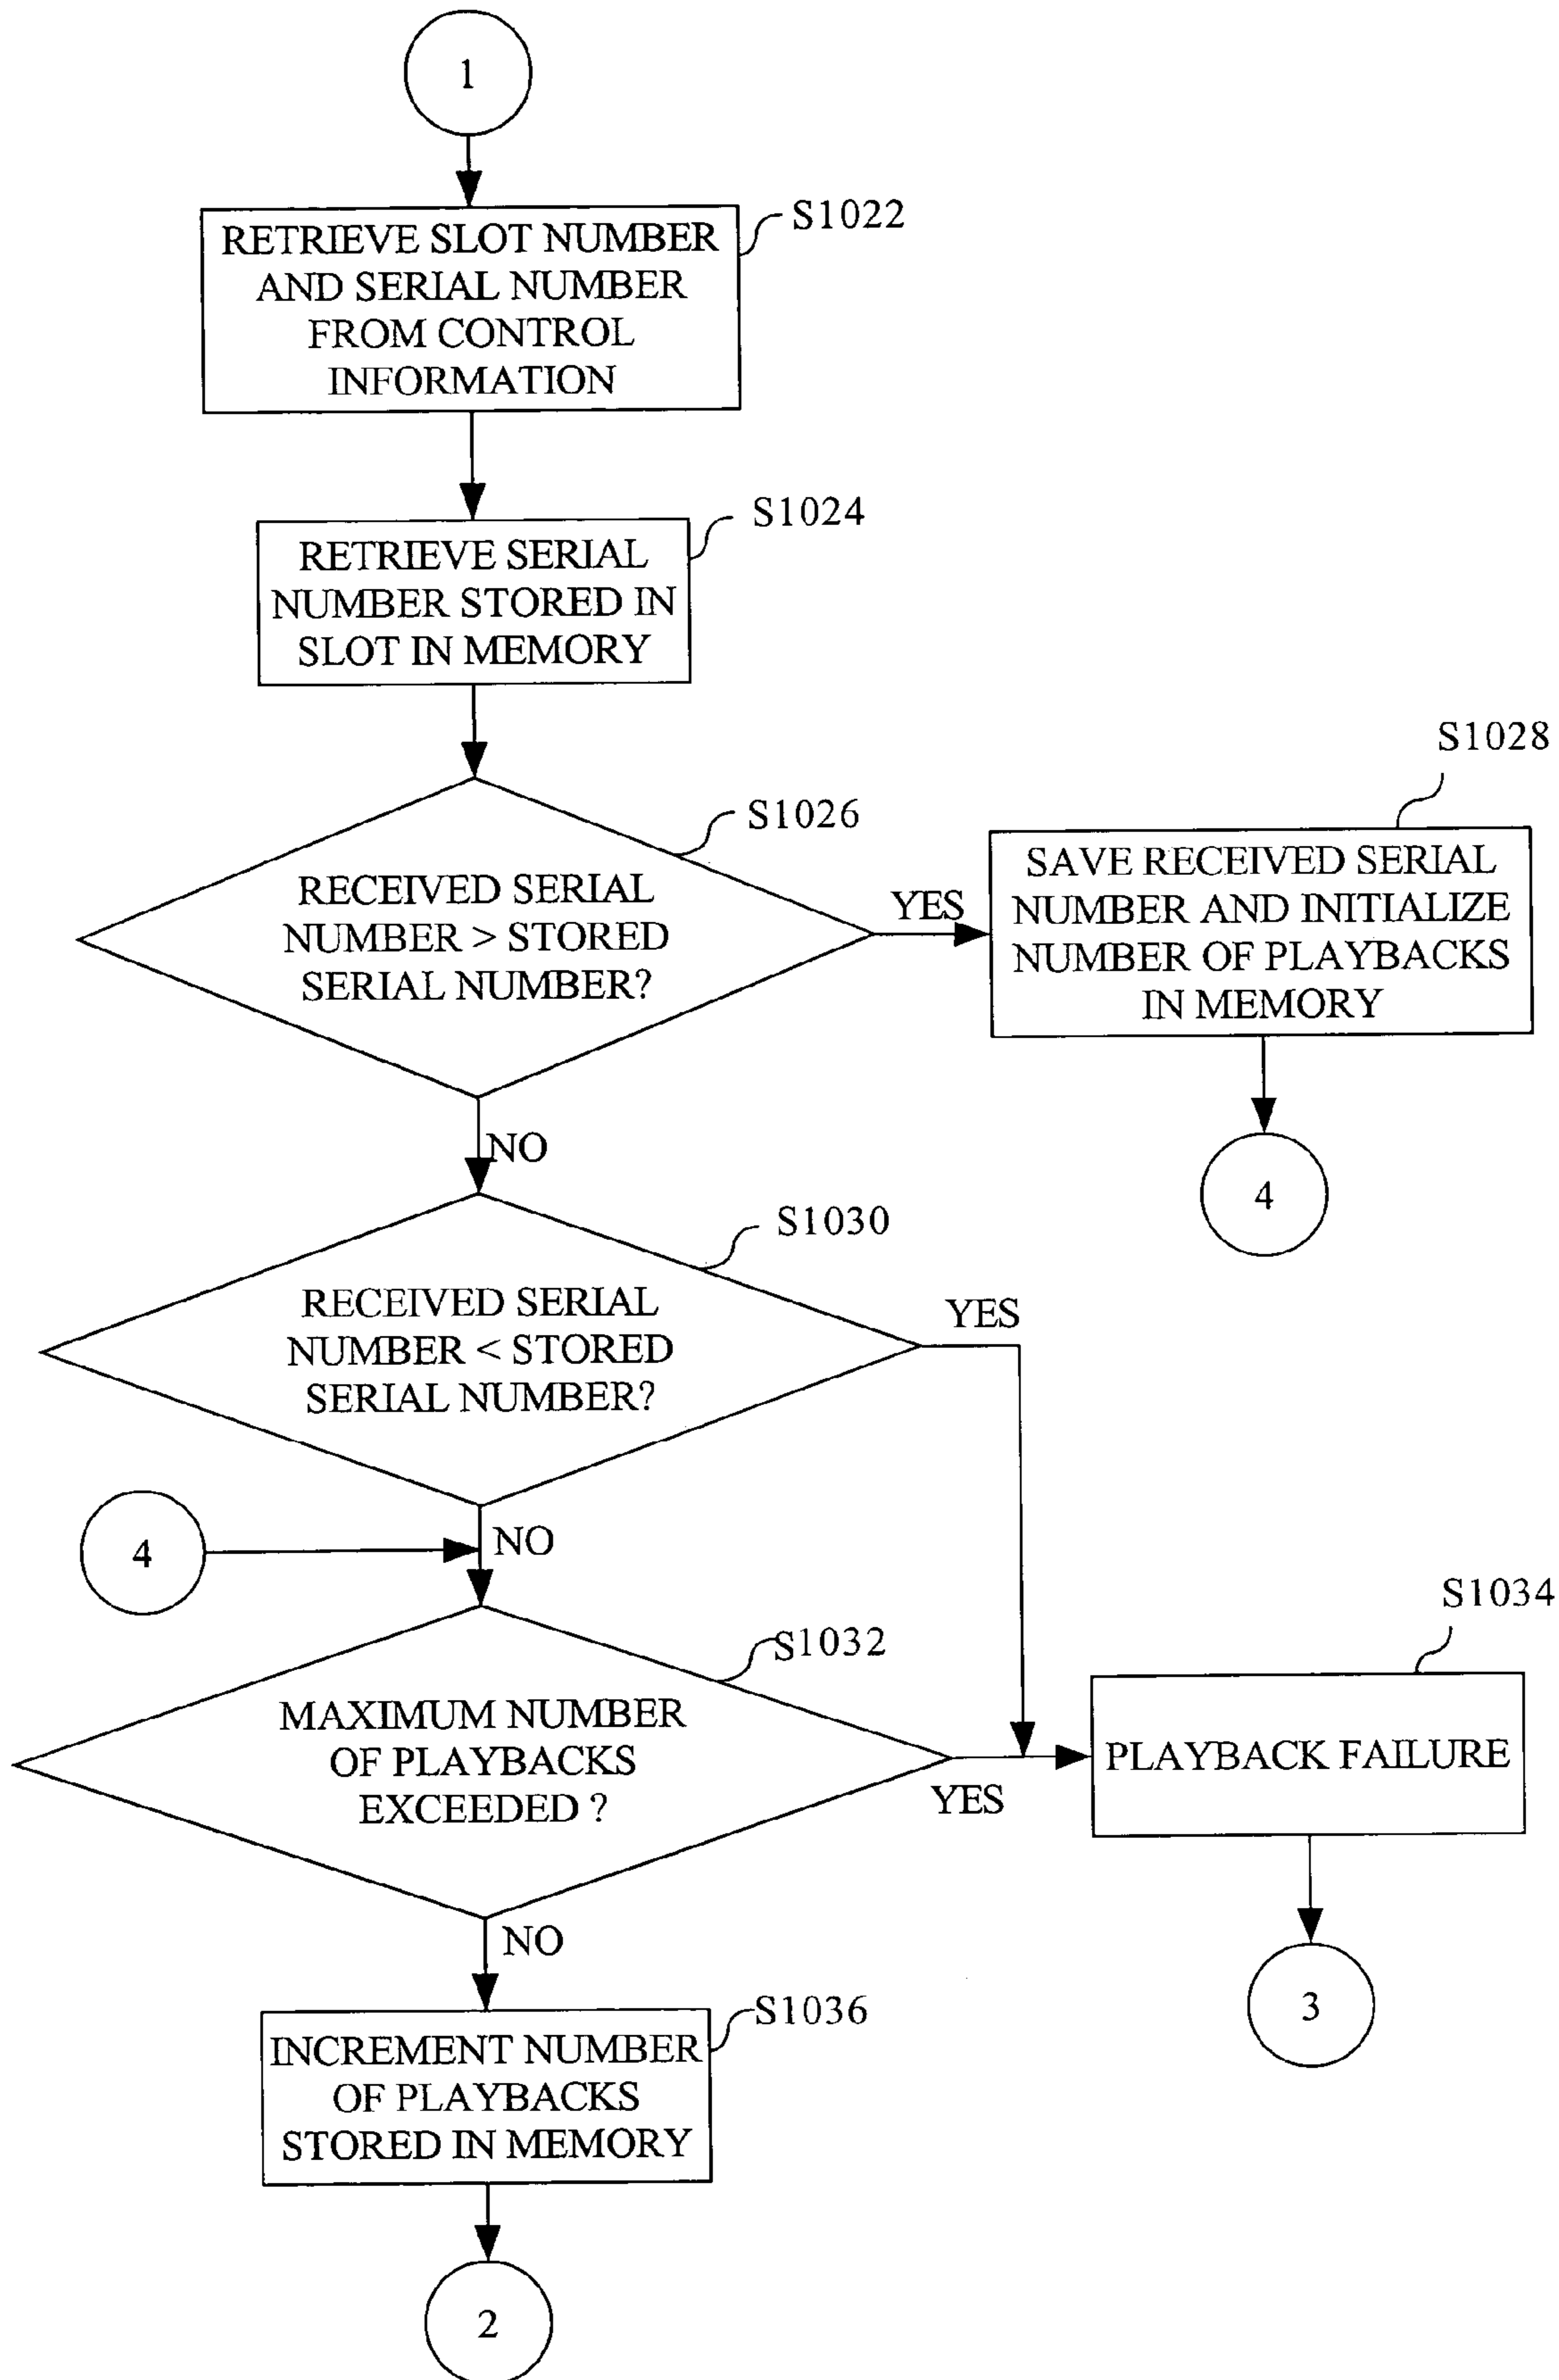 1
S1022
RETRIEVE SLOT NUMBER
AND SERIAL NUMBER
FROM CONTROL
INFORMATION
S1024
RETRIEVE SERIAL
NUMBER STORED IN
SLOT IN MEMORY
S1026
RECEIVED SERIAL
NUMBER > STORED
SERIAL NUMBER?
YES
S1028
SAVE RECEIVED SERIAL
NUMBER AND INITIALIZE
NUMBER OF PLAYBACKS
IN MEMORY
4
NO
S1030
RECEIVED SERIAL
NUMBER < STORED
SERIAL NUMBER?
YES
4
NO
S1032
MAXIMUM NUMBER
OF PLAYBACKS
EXCEEDED ?
YES
S1034
PLAYBACK FAILURE
3
NO
S1036
INCREMENT NUMBER
OF PLAYBACKS
STORED IN MEMORY
2